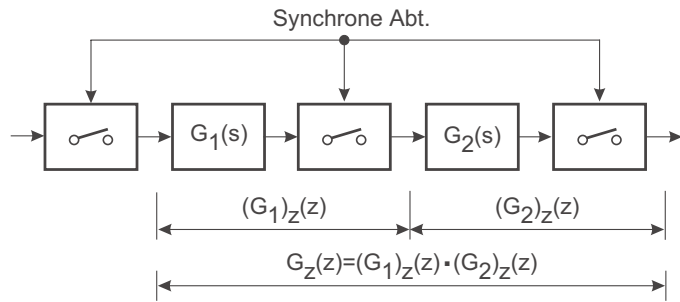 Synchrone Abt.
G1(s)
G2(s)
(G1)z(z)
(G2)z(z)
Gz(z)=(G1)z(z)·(G2)z(z)